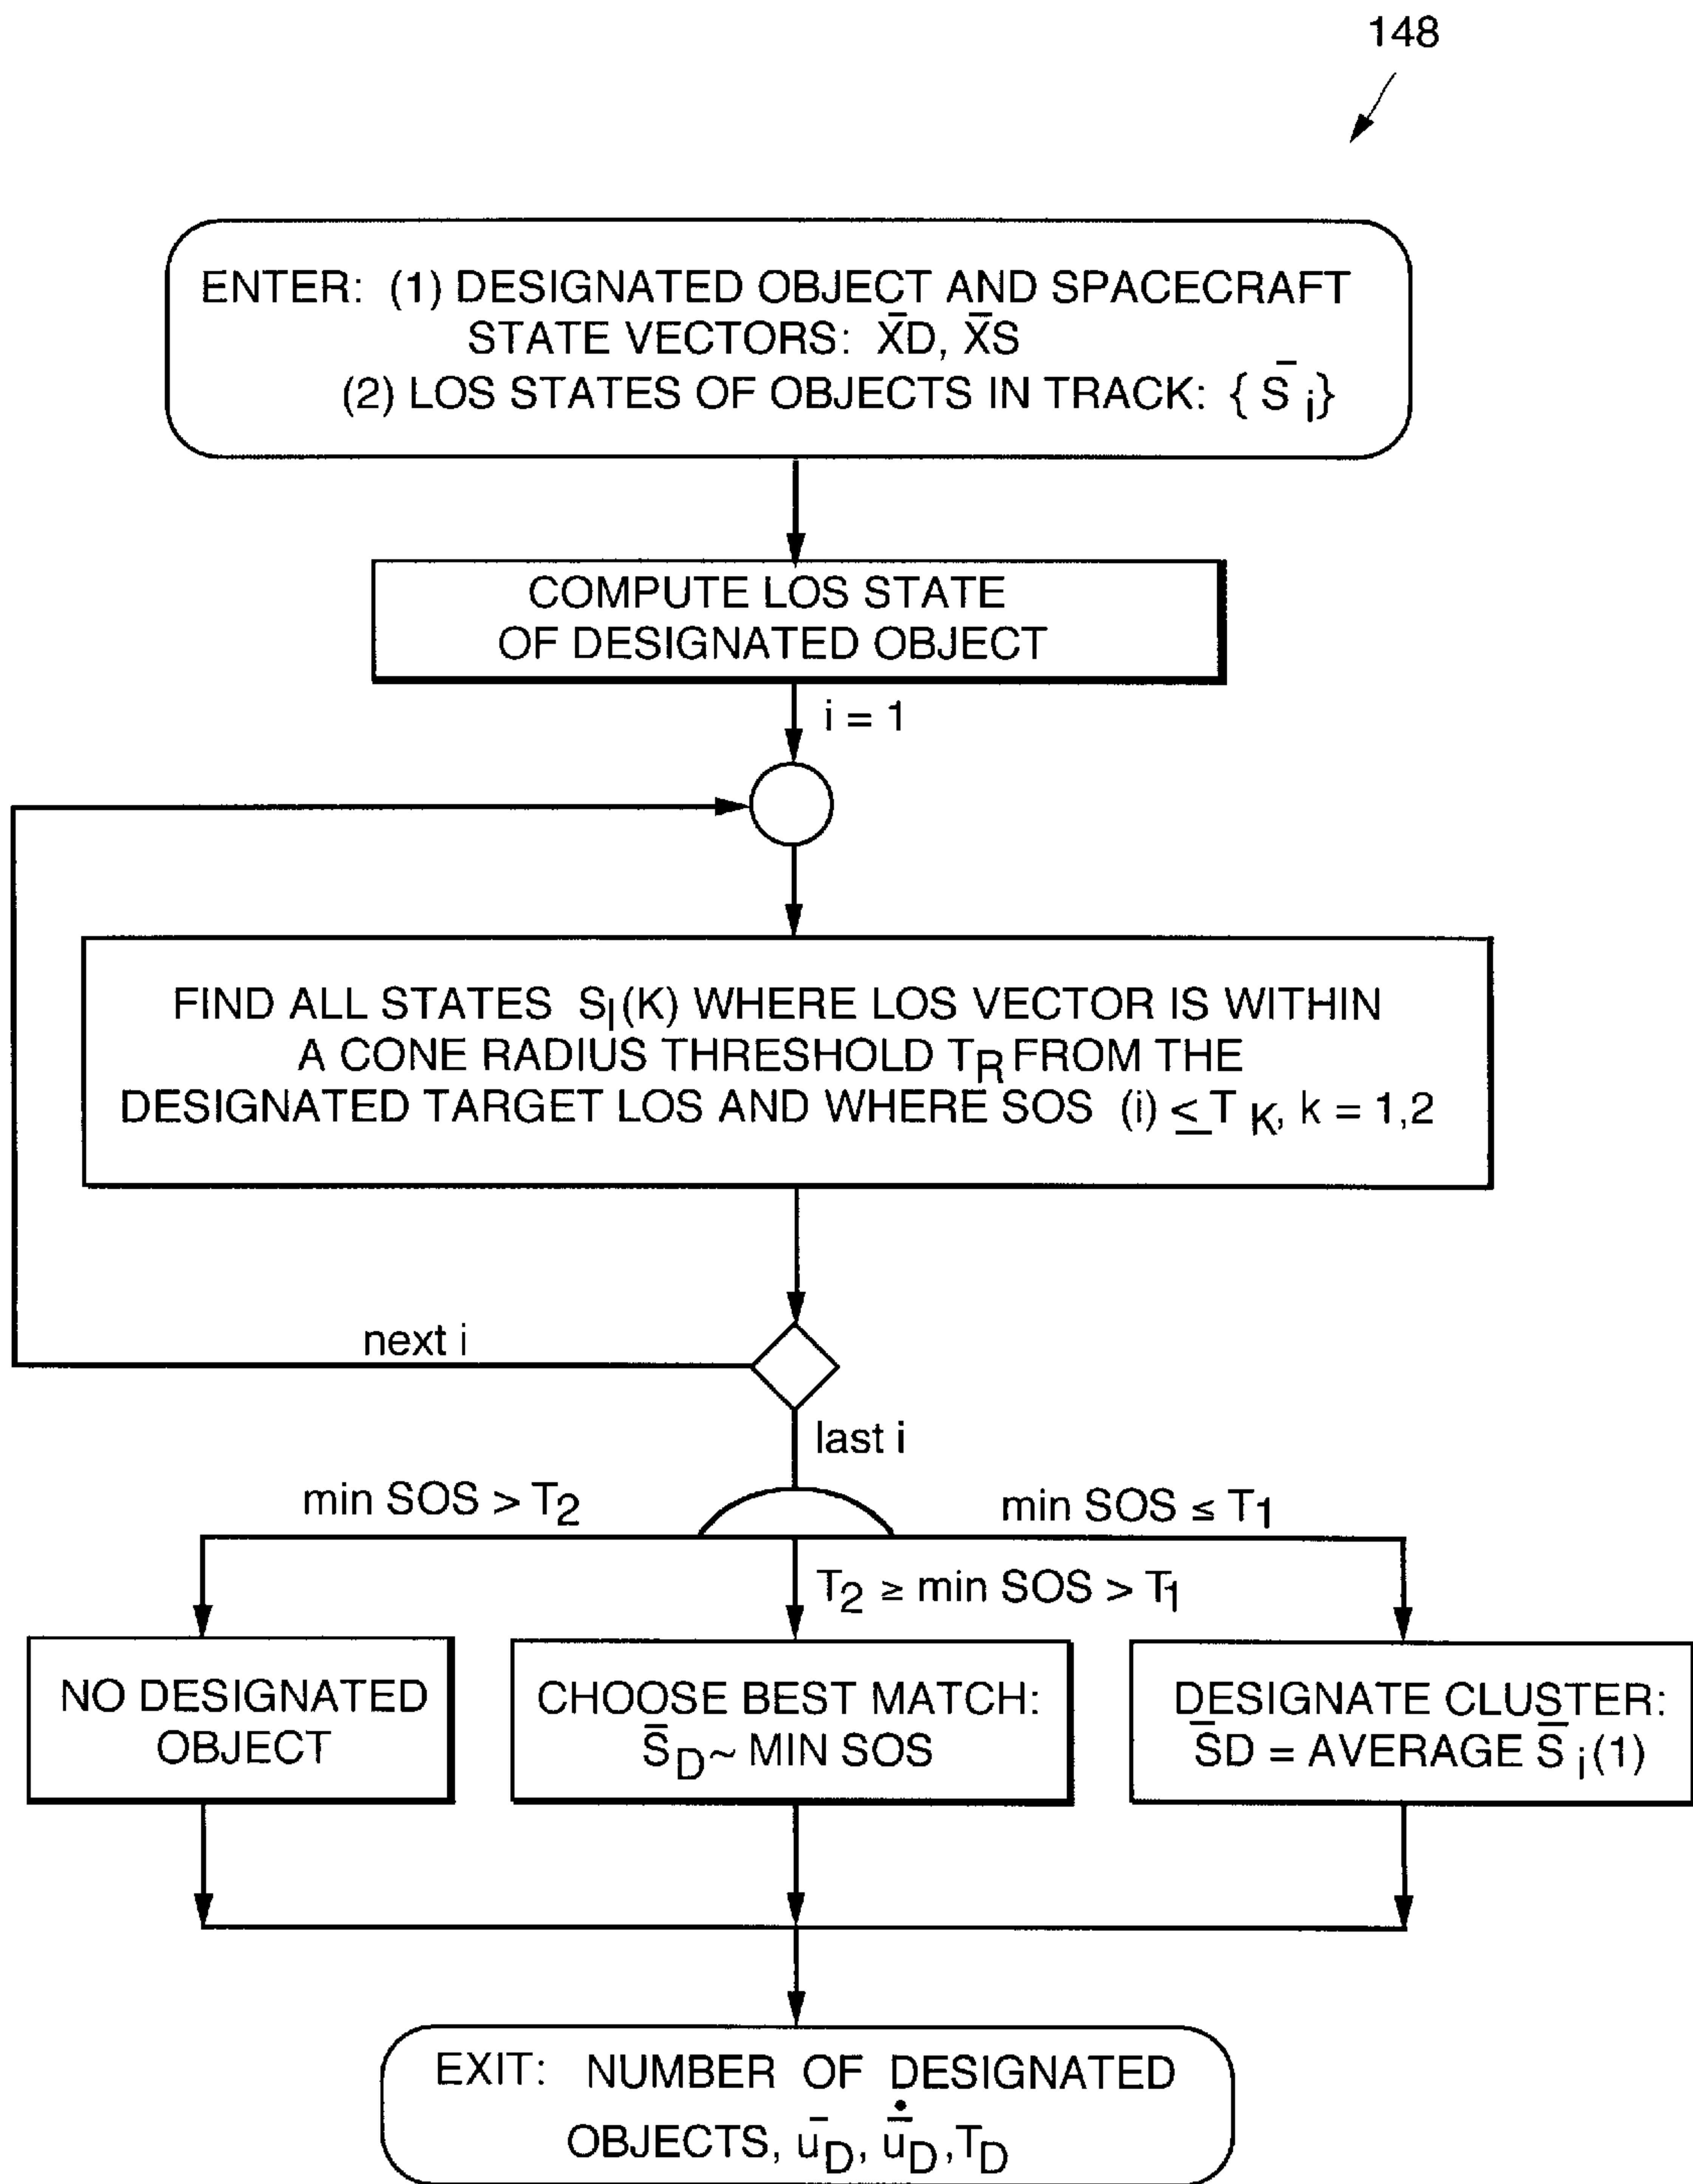 148
ENTER: (1) DESIGNATED OBJECT AND SPACECRAFT
STATE VECTORS: X̄D, X̄S
(2) LOS STATES OF OBJECTS IN TRACK: { S̄ i}
COMPUTE LOS STATE
OF DESIGNATED OBJECT
i = 1
FIND ALL STATES SI(K) WHERE LOS VECTOR IS WITHIN
A CONE RADIUS THRESHOLD TR FROM THE
DESIGNATED TARGET LOS AND WHERE SOS (i) ≤ T K, k = 1,2
next i
last i
min SOS > T2
min SOS ≤ T1
T2 ≥ min SOS > T1
NO DESIGNATED
OBJECT
CHOOSE BEST MATCH:
S̄D~ MIN SOS
DESIGNATE CLUSTER:
S̄D = AVERAGE S̄ i(1)
EXIT: NUMBER OF DESIGNATED
OBJECTS, ūD, ū̇D, TD